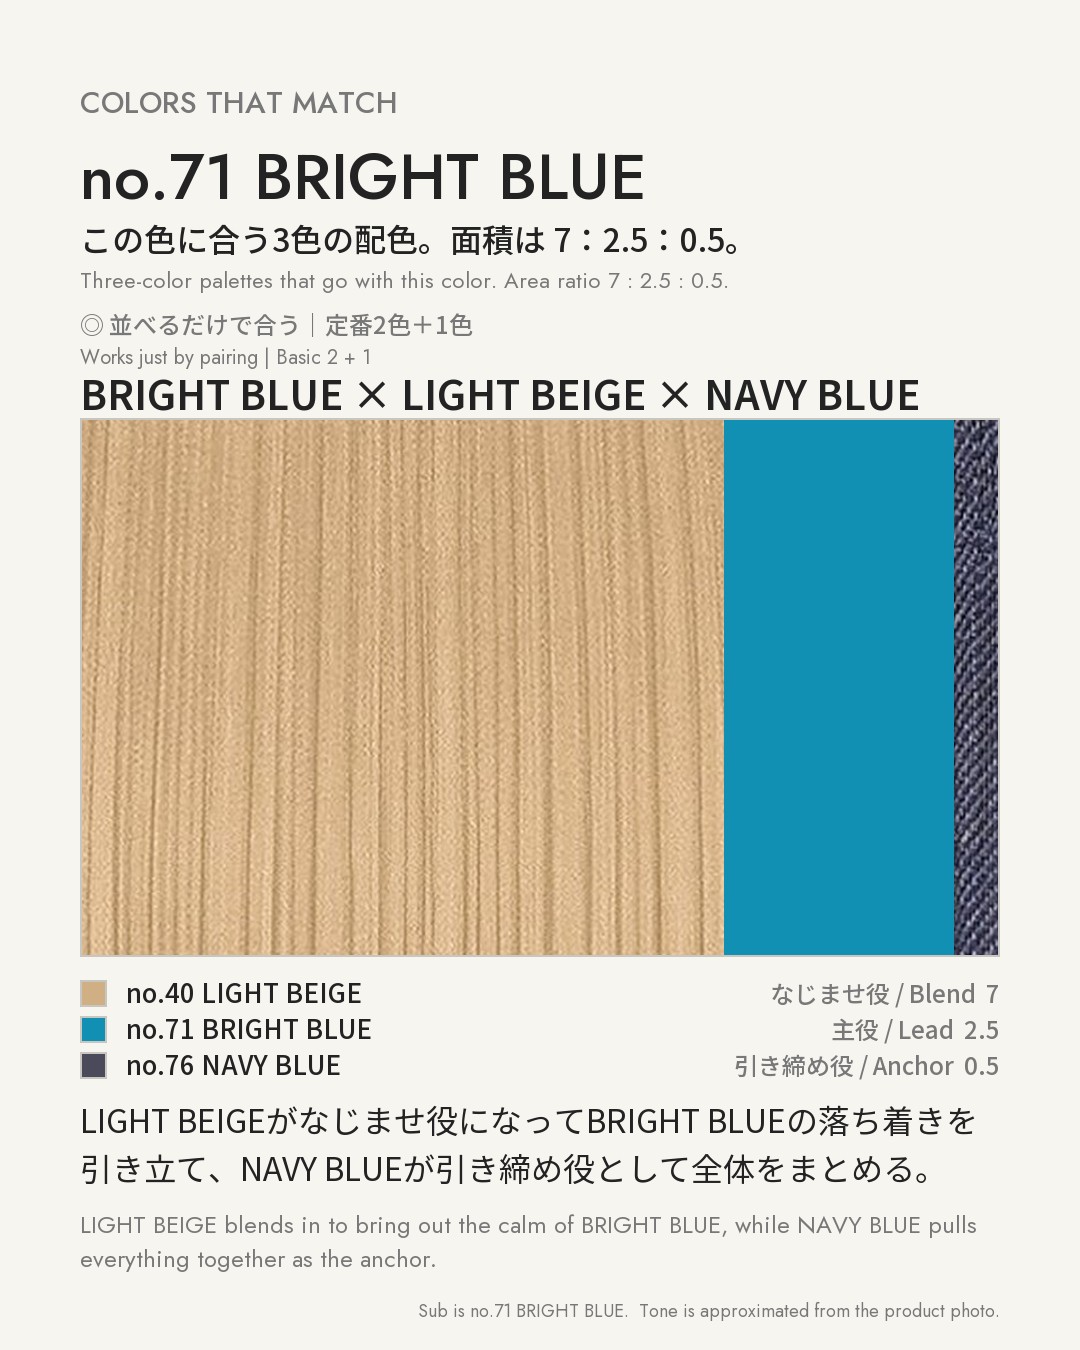 COLORS THAT MATCH
no.71 BRIGHT BLUE
この色に合う3色の配色。面積は 7：2.5：0.5。
Three-color palettes that go with this color. Area ratio 7 : 2.5 : 0.5.
◎ 並べるだけで合う｜定番2色＋1色
Works just by pairing | Basic 2 + 1
BRIGHT BLUE × LIGHT BEIGE × NAVY BLUE
no.40 LIGHT BEIGE なじませ役 / Blend 7
no.71 BRIGHT BLUE 主役 / Lead 2.5
no.76 NAVY BLUE 引き締め役 / Anchor 0.5
LIGHT BEIGEがなじませ役になってBRIGHT BLUEの落ち着きを
引き立て、NAVY BLUEが引き締め役として全体をまとめる。
LIGHT BEIGE blends in to bring out the calm of BRIGHT BLUE, while NAVY BLUE pulls
everything together as the anchor.
Sub is no.71 BRIGHT BLUE. Tone is approximated from the product photo.